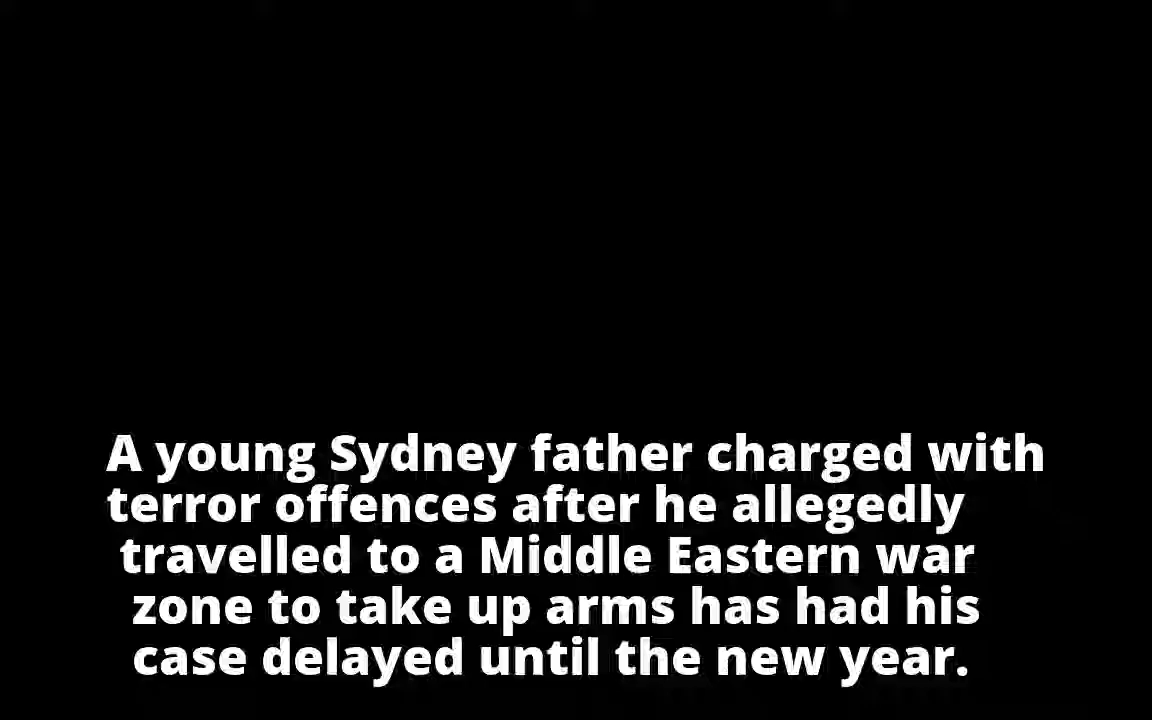 A young Sydney father charged with
terror offences after he allegedly
travelled to a Middle Eastern war
zone to take up arms has had his
case delayed until the new year.